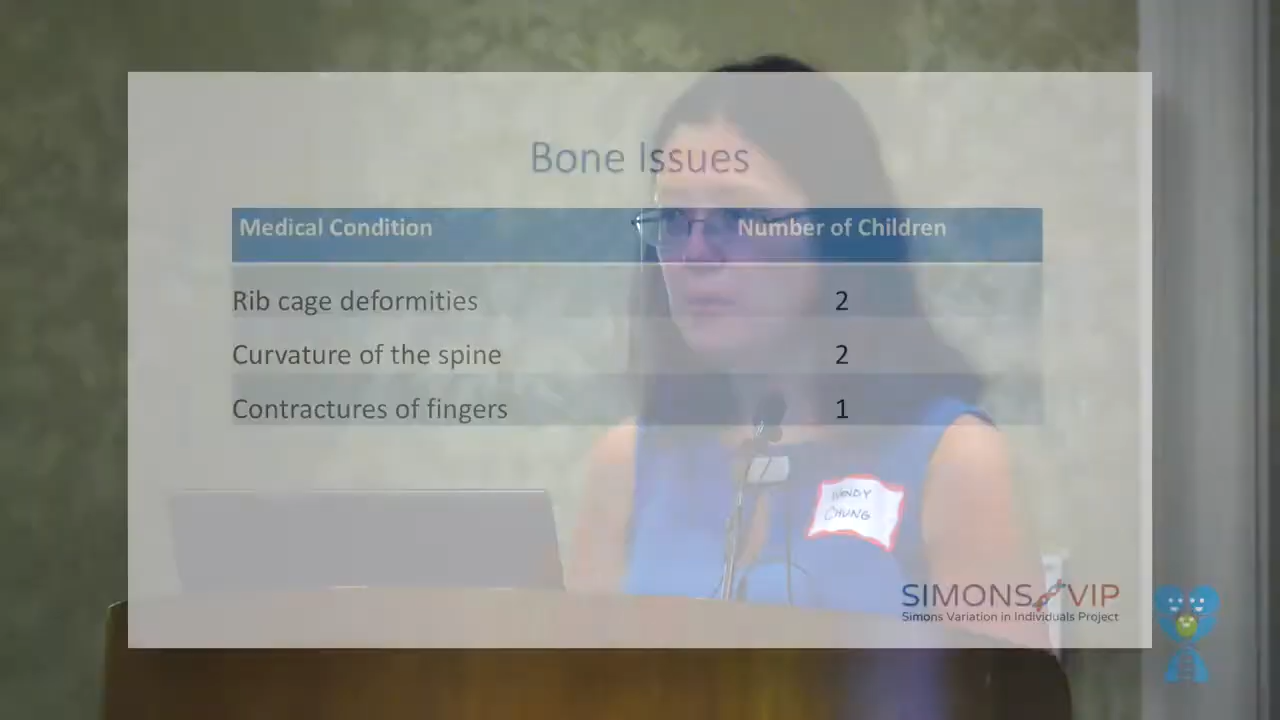 Bone Issues
Medical Condition Number of Children
Rib cage deformities 2
Curvature of the spine 2
Contractures of fingers 1
WENDY
CHUNG
SIMONS VIP
Simons Variation in Individuals Project